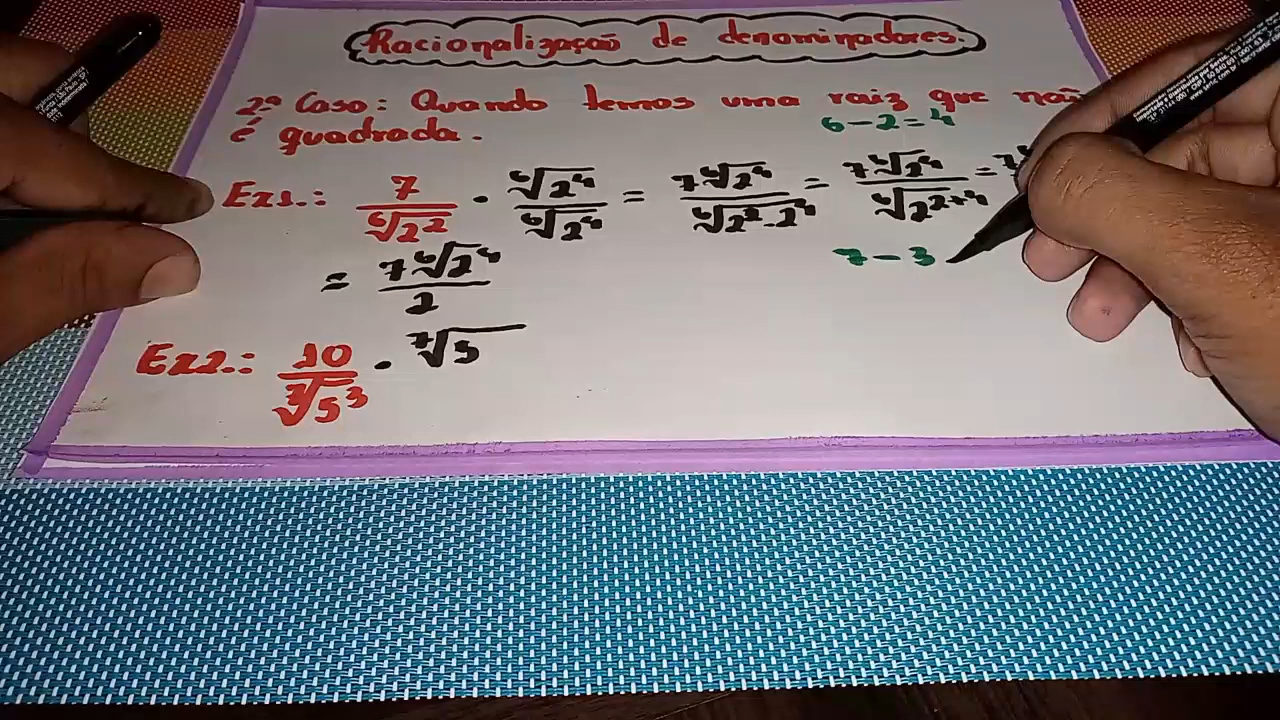 Racionalização de denominadores.
2º Caso: Quando temos uma raiz que não
é quadrada.
6-2=4
Ex1.: 7/⁶√2² · ⁶√2⁴/⁶√2⁴ = 7⁶√2⁴/⁶√2²·2⁴ = 7⁶√2⁴/⁶√2²⁺⁴ = 7
= 7⁶√2⁴/2
7-3
Ex2.: 10/⁷√5³ · ⁷√5